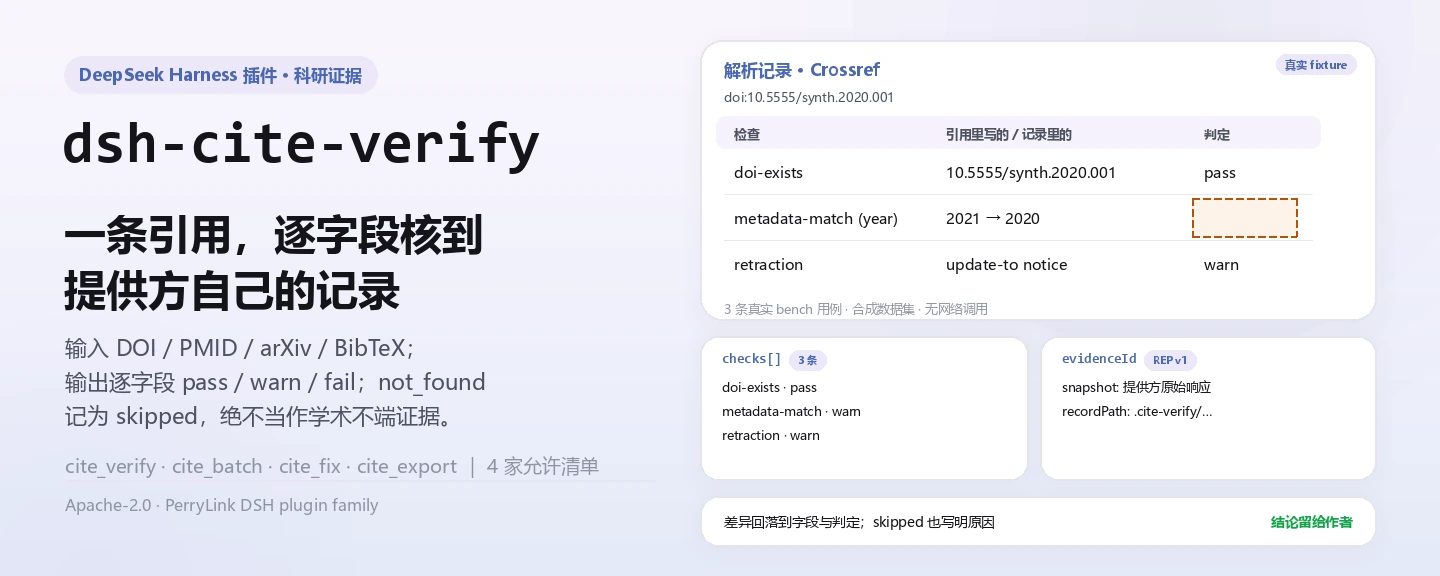 DeepSeek Harness 插件 · 科研证据
dsh-cite-verify
一条引用，逐字段核到
提供方自己的记录
输入 DOI / PMID / arXiv / BibTeX；
输出逐字段 pass / warn / fail；not_found
记为 skipped，绝不当作学术不端证据。
cite_verify · cite_batch · cite_fix · cite_export ｜ 4 家允许清单
Apache-2.0 · PerryLink DSH plugin family
解析记录 · Crossref
真实 fixture
doi:10.5555/synth.2020.001
检查 引用里写的 / 记录里的 判定
doi-exists 10.5555/synth.2020.001 pass
metadata-match (year) 2021 → 2020
retraction update-to notice warn
3 条真实 bench 用例 · 合成数据集 · 无网络调用
checks[] 3 条
doi-exists · pass
metadata-match · warn
retraction · warn
evidenceId REP v1
snapshot: 提供方原始响应
recordPath: .cite-verify/...
差异回落到字段与判定；skipped 也写明原因
结论留给作者